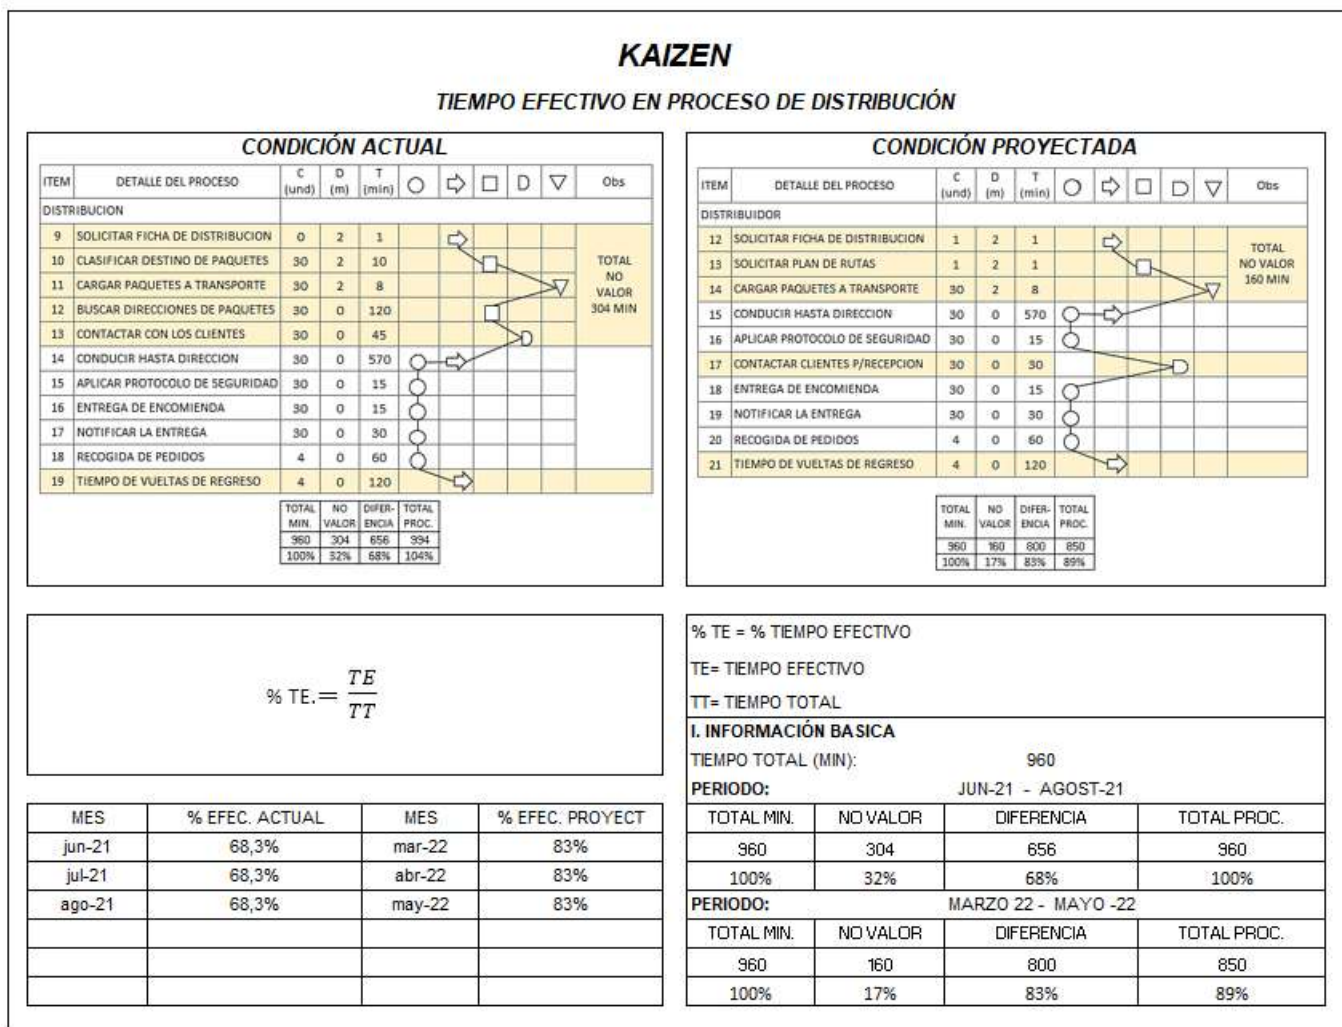 KAIZEN
TIEMPO EFECTIVO EN PROCESO DE DISTRIBUCIÓN
CONDICIÓN ACTUAL
ITEM DETALLE DEL PROCESO C (und) D (m) T (min) D Obs
DISTRIBUCION
9 SOLICITAR FICHA DE DISTRIBUCION 0 2 1
10 CLASIFICAR DESTINO DE PAQUETES 30 2 10
11 CARGAR PAQUETES A TRANSPORTE 30 2 8
12 BUSCAR DIRECCIONES DE PAQUETES 30 0 120
13 CONTACTAR CON LOS CLIENTES 30 0 45
14 CONDUCIR HASTA DIRECCION 30 0 570
15 APLICAR PROTOCOLO DE SEGURIDAD 30 0 15
16 ENTREGA DE ENCOMIENDA 30 0 15
17 NOTIFICAR LA ENTREGA 30 0 30
18 RECOGIDA DE PEDIDOS 4 0 60
19 TIEMPO DE VUELTAS DE REGRESO 4 0 120
TOTAL
NO
VALOR
304 MIN
TOTAL MIN. NO VALOR DIFER- ENCIA TOTAL PROC.
960 304 656 994
100% 32% 68% 104%
CONDICIÓN PROYECTADA
ITEM DETALLE DEL PROCESO C (und) D (m) T (min) D Obs
DISTRIBUIDOR
12 SOLICITAR FICHA DE DISTRIBUCION 1 2 1
13 SOLICITAR PLAN DE RUTAS 1 2 1
14 CARGAR PAQUETES A TRANSPORTE 30 2 8
15 CONDUCIR HASTA DIRECCION 30 0 570
16 APLICAR PROTOCOLO DE SEGURIDAD 30 0 15
17 CONTACTAR CLIENTES P/RECEPCION 30 0 30
18 ENTREGA DE ENCOMIENDA 30 0 15
19 NOTIFICAR LA ENTREGA 30 0 30
20 RECOGIDA DE PEDIDOS 4 0 60
21 TIEMPO DE VUELTAS DE REGRESO 4 0 120
TOTAL
NO VALOR
160 MIN
TOTAL MIN. NO VALOR DIFER- ENCIA TOTAL PROC.
960 160 800 850
100% 17% 83% 89%
% TE.= TE / TT
% TE = % TIEMPO EFECTIVO
TE= TIEMPO EFECTIVO
TT= TIEMPO TOTAL
I. INFORMACIÓN BASICA
TIEMPO TOTAL (MIN): 960
PERIODO: JUN-21 - AGOST-21
TOTAL MIN. NO VALOR DIFERENCIA TOTAL PROC.
960 304 656 960
100% 32% 68% 100%
PERIODO: MARZO 22 - MAYO -22
TOTAL MIN. NO VALOR DIFERENCIA TOTAL PROC.
960 160 800 850
100% 17% 83% 89%
MES % EFEC. ACTUAL MES % EFEC. PROYECT
jun-21 68,3% mar-22 83%
jul-21 68,3% abr-22 83%
ago-21 68,3% may-22 83%